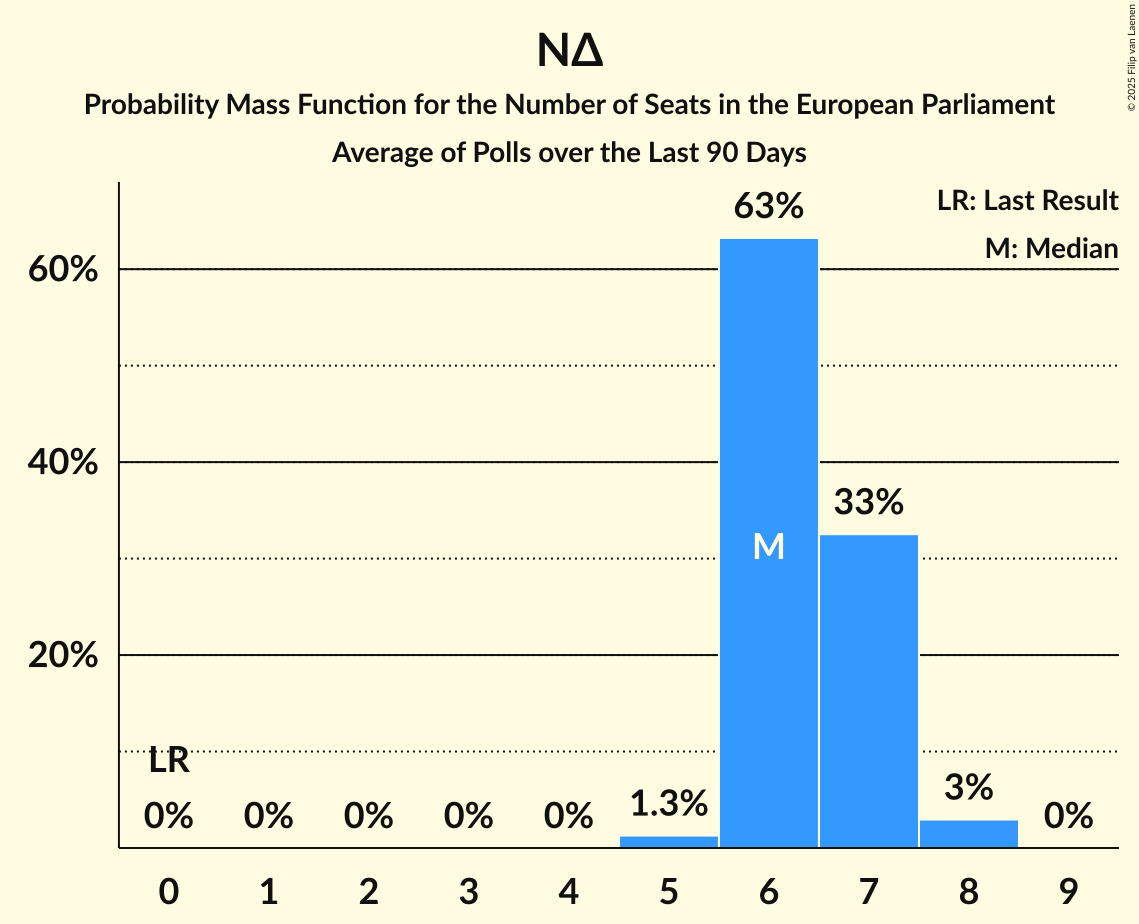 ΝΔ
Probability Mass Function for the Number of Seats in the European Parliament
Average of Polls over the Last 90 Days
© 2025 Filip van Laenen
LR: Last Result
M: Median
60%
40%
20%
63%
33%
M
LR
0%
0%
0%
0%
0%
1.3%
3%
0%
0 1 2 3 4 5 6 7 8 9